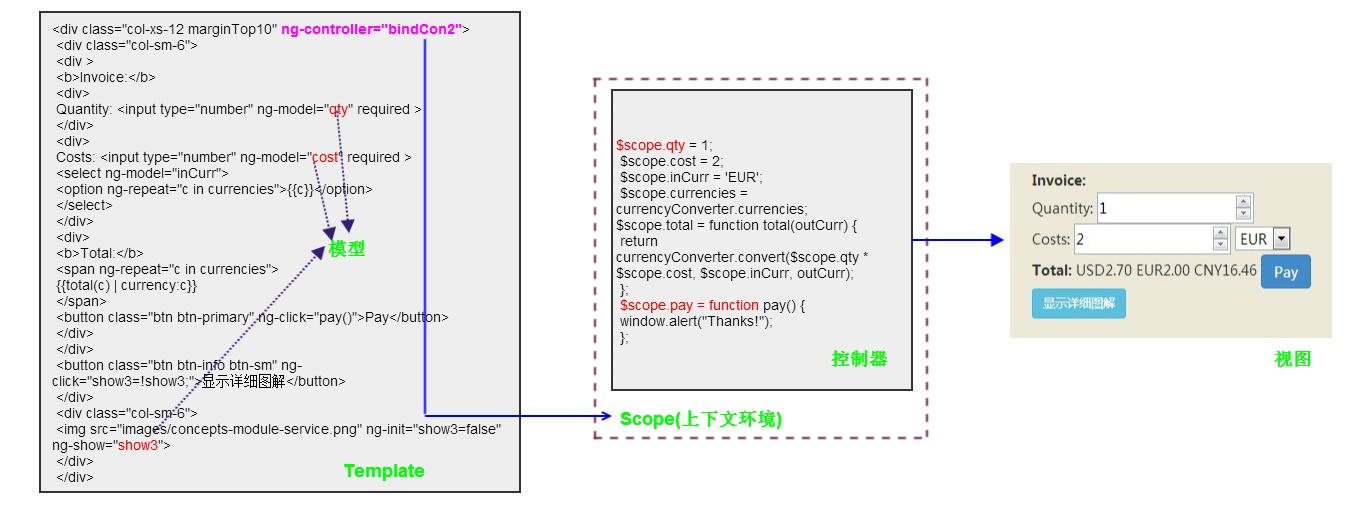 <div class="col-xs-12 marginTop10" ng-controller="bindCon2">
<div class="col-sm-6">
<div >
<b>Invoice:</b>
<div>
Quantity: <input type="number" ng-model="qty" required >
</div>
<div>
Costs: <input type="number" ng-model="cost" required >
<select ng-model="inCurr">
<option ng-repeat="c in currencies">{{c}}</option>
</select>
</div>
<div>
<b>Total:</b>
<span ng-repeat="c in currencies">
{{total(c) | currency:c}}
</span>
<button class="btn btn-primary" ng-click="pay()">Pay</button>
</div>
</div>
<button class="btn btn-info btn-sm" ng-
click="show3=!show3;">显示详细图解</button>
</div>
<div class="col-sm-6">
<img src="images/concepts-module-service.png" ng-init="show3=false"
ng-show="show3">
</div>
</div>
模型
Template
$scope.qty = 1;
$scope.cost = 2;
$scope.inCurr = 'EUR';
$scope.currencies =
currencyConverter.currencies;
$scope.total = function total(outCurr) {
return
currencyConverter.convert($scope.qty *
$scope.cost, $scope.inCurr, outCurr);
};
$scope.pay = function pay() {
window.alert("Thanks!");
};
控制器
Scope(上下文环境)
Invoice:
Quantity: 1
Costs: 2 EUR
Total: USD2.70 EUR2.00 CNY16.46 Pay
显示详细图解
视图